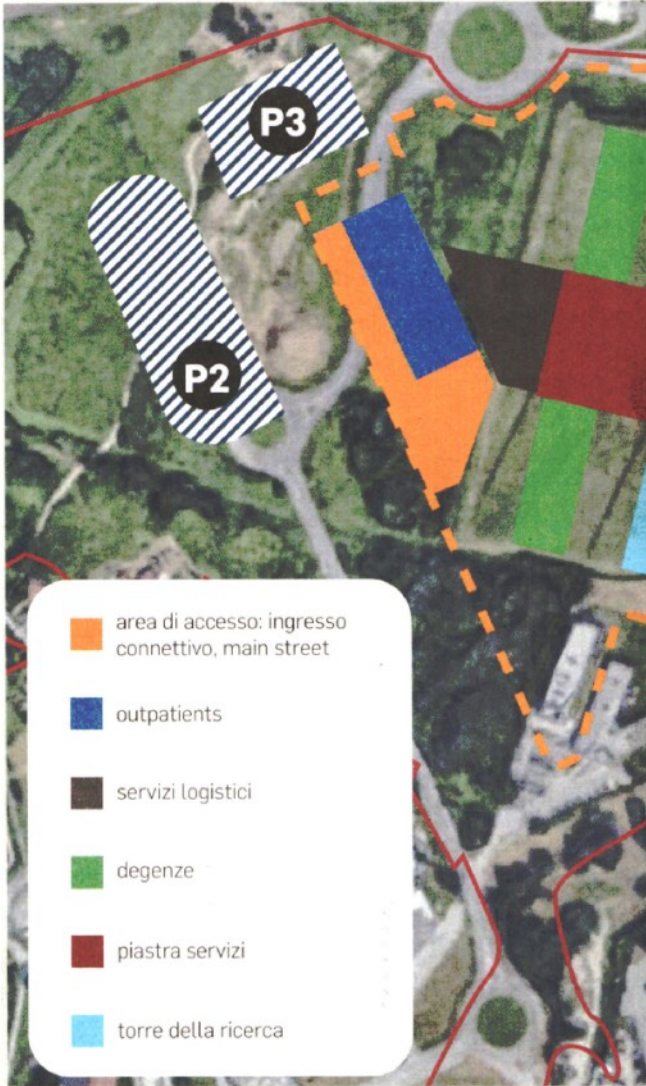 P3
P2
area di accesso: ingresso
connettivo, main street
outpatients
servizi logistici
degenze
piastra servizi
torre della ricerca